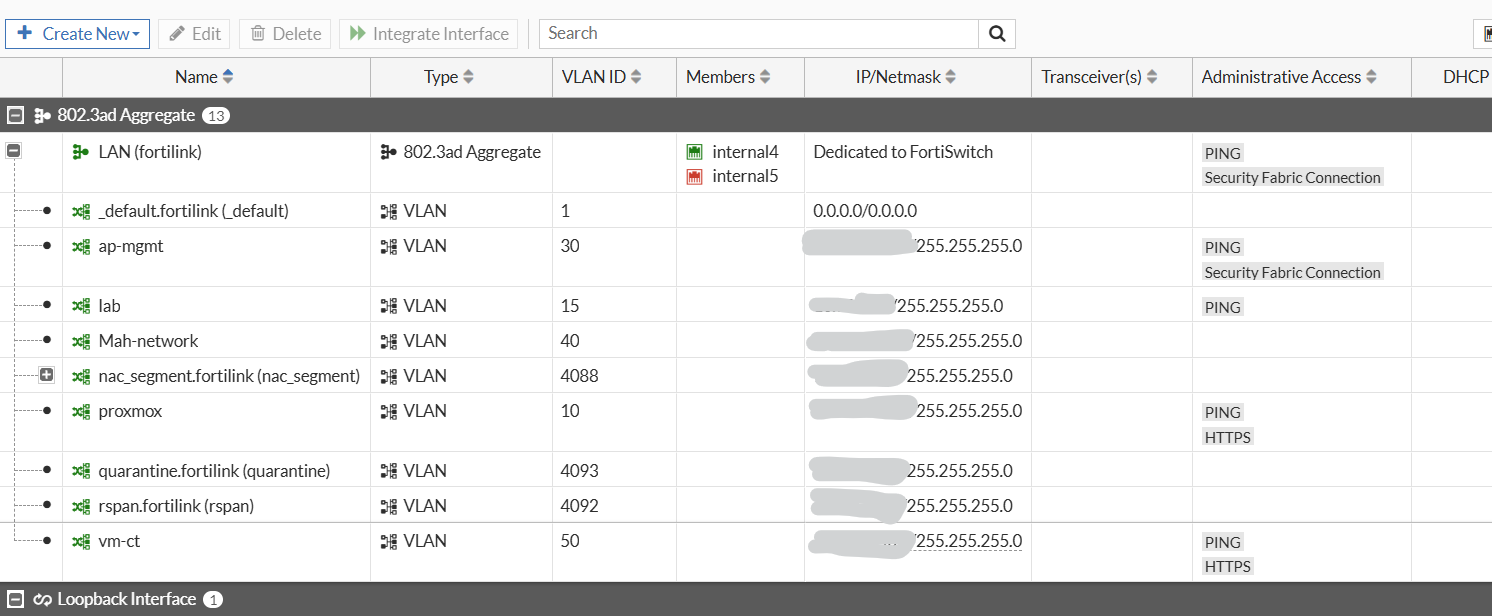 Create New Edit Delete Integrate Interface Search
Name Type VLAN ID Members IP/Netmask Transceiver(s) Administrative Access DHCP
802.3ad Aggregate 13
LAN (fortilink) 802.3ad Aggregate internal4 Dedicated to FortiSwitch PING
internal5 Security Fabric Connection
_default.fortilink (_default) VLAN 1 0.0.0.0/0.0.0.0
ap-mgmt VLAN 30 /255.255.255.0 PING
Security Fabric Connection
lab VLAN 15 /255.255.255.0 PING
Mah-network VLAN 40 /255.255.255.0
nac_segment.fortilink (nac_segment) VLAN 4088 255.255.255.0
proxmox VLAN 10 255.255.255.0 PING
HTTPS
quarantine.fortilink (quarantine) VLAN 4093 255.255.255.0
rspan.fortilink (rspan) VLAN 4092 255.255.255.0
vm-ct VLAN 50 /255.255.255.0 PING
HTTPS
Loopback Interface 1